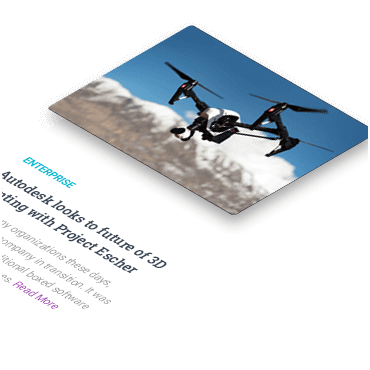 ENTERPRISE
Autodesk looks to future of 3D
nting with Project Escher
ny organizations these days,
company in transition. It was
itional boxed software
es. Read More